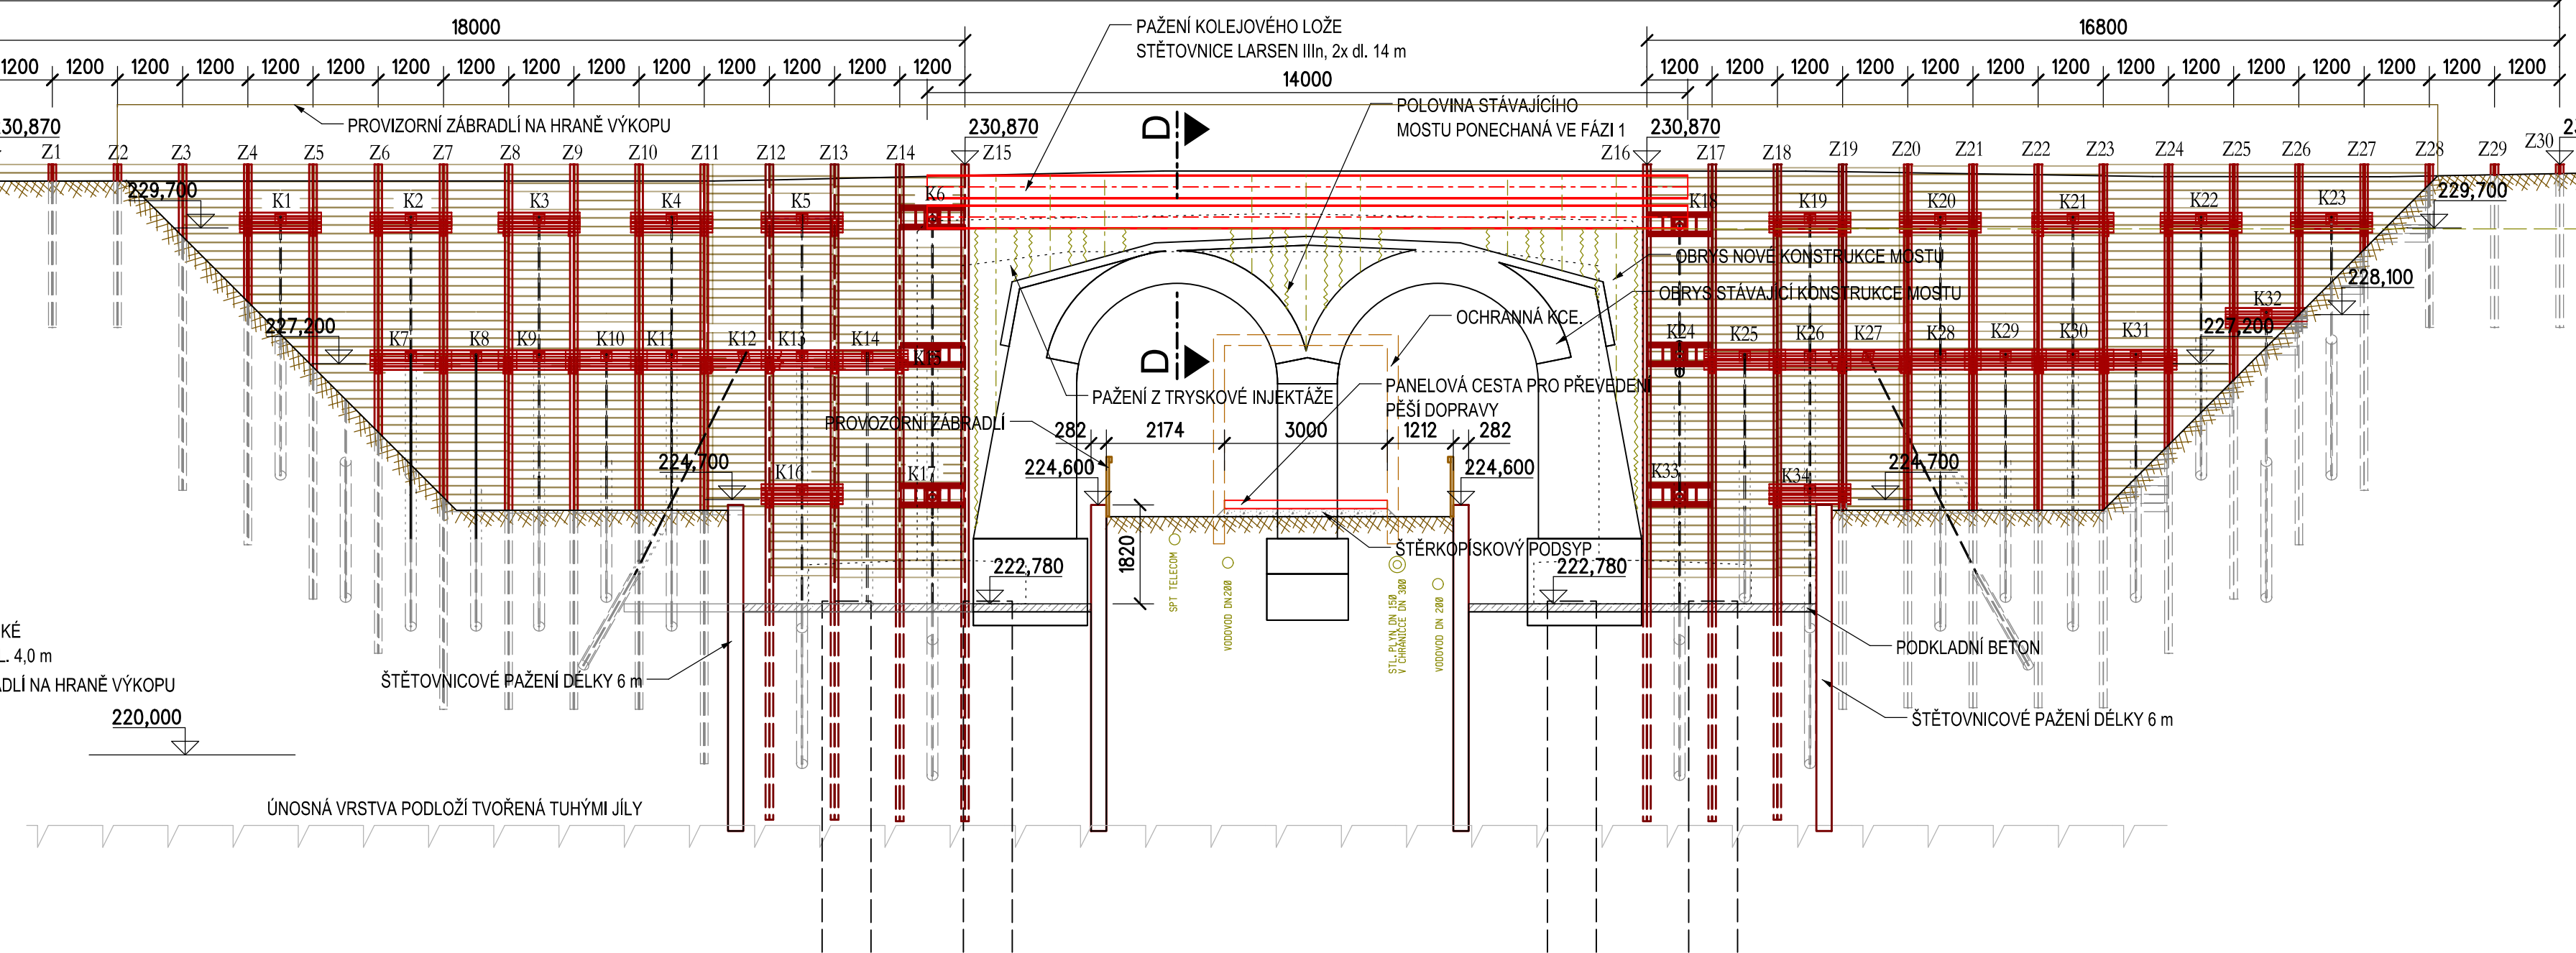 18000
16800
PAŽENÍ KOLEJOVÉHO LOŽE
STĚTOVNICE LARSEN IIIn, 2x dl. 14 m
1200 1200 1200 1200 1200 1200 1200 1200 1200 1200 1200 1200 1200 1200 1200
14000
1200 1200 1200 1200 1200 1200 1200 1200 1200 1200 1200 1200 1200 1200
POLOVINA STÁVAJÍCÍHO
MOSTU PONECHANÁ VE FÁZI 1
PROVIZORNÍ ZÁBRADLÍ NA HRANĚ VÝKOPU
30,870
230,870
230,870
D
Z1 Z2 Z3 Z4 Z5 Z6 Z7 Z8 Z9 Z10 Z11 Z12 Z13 Z14 Z15
Z16 Z17 Z18 Z19 Z20 Z21 Z22 Z23 Z24 Z25 Z26 Z27 Z28 Z29 Z30
229,700
229,700
K1 K2 K3 K4 K5 K6
K18 K19 K20 K21 K22 K23
OBRYS NOVÉ KONSTRUKCE MOSTU
228,100
OBRYS STÁVAJÍCÍ KONSTRUKCE MOSTU
K32
OCHRANNÁ KCE.
227,200
227,200
K7 K8 K9 K10 K11 K12 K13 K14
K24 K25 K26 K27 K28 K29 K30 K31
D
PAŽENÍ Z TRYSKOVÉ INJEKTÁŽE
PANELOVÁ CESTA PRO PŘEVEDENÍ
PĚŠÍ DOPRAVY
PROVOZORNÍ ZÁBRADLÍ
282 2174 3000 1212 282
224,700
224,600
224,600
224,700
K16 K17
K33 K34
1820
ŠTĚRKOPÍSKOVÝ PODSYP
222,780
222,780
SPT TELECOM
VODOVOD DN200
STL. PLYN DN 150
V CHRÁNIČCE DN 300
VODOVOD DN 200
KÉ
L. 4,0 m
ADLÍ NA HRANĚ VÝKOPU
ŠTĚTOVNICOVÉ PAŽENÍ DÉLKY 6 m
PODKLADNÍ BETON
ŠTĚTOVNICOVÉ PAŽENÍ DÉLKY 6 m
220,000
ÚNOSNÁ VRSTVA PODLOŽÍ TVOŘENÁ TUHÝMI JÍLY